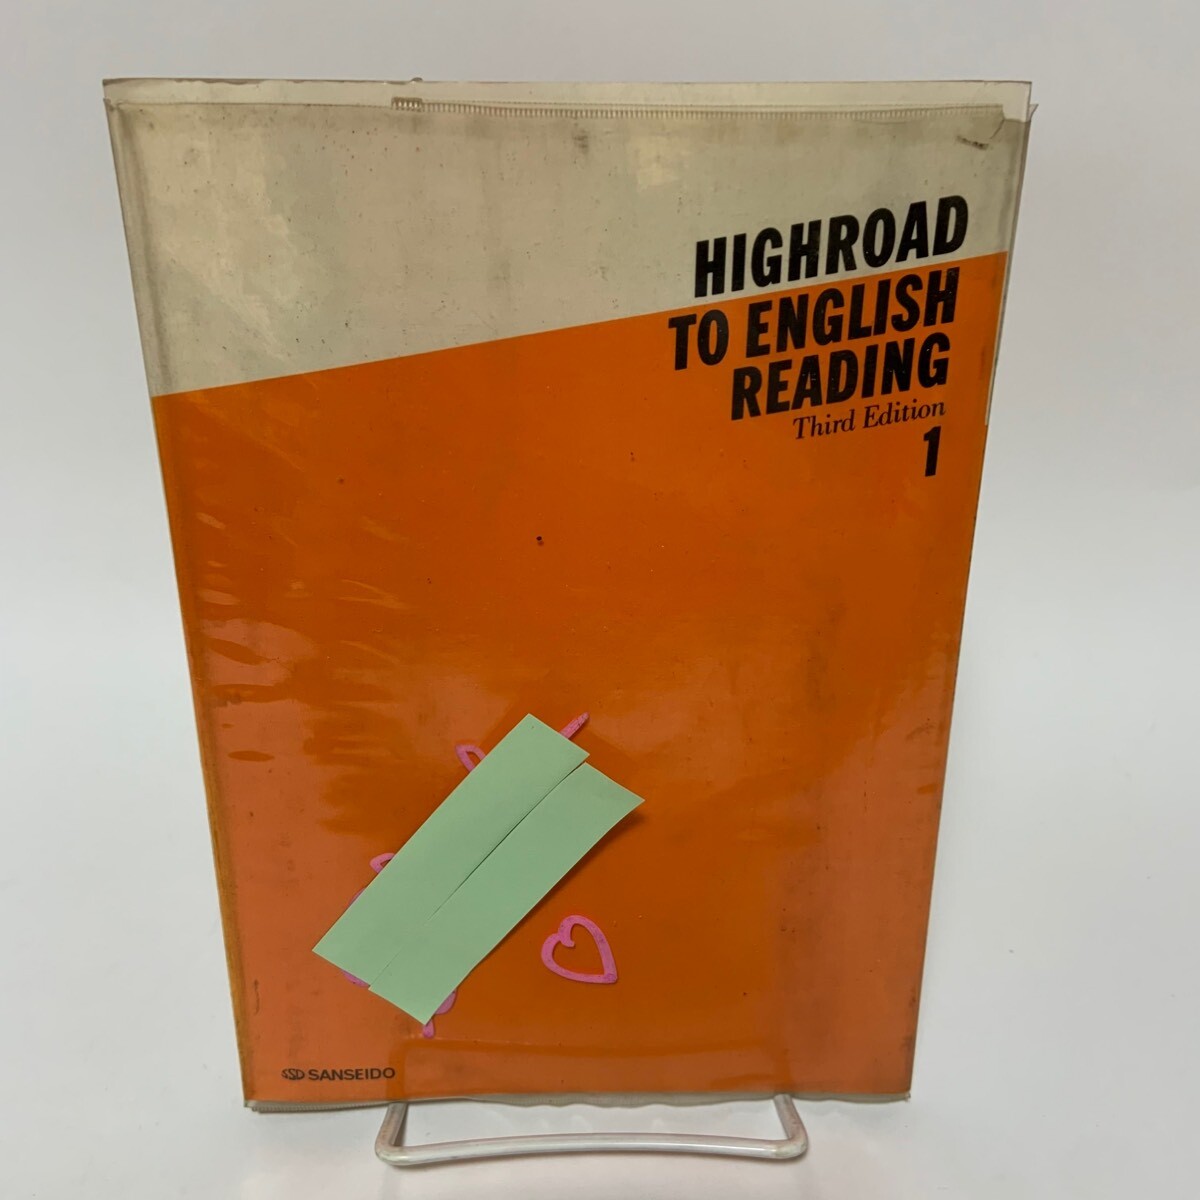 HIGHROAD
TO ENGLISH
READING
Third Edition
1
SANSEIDO